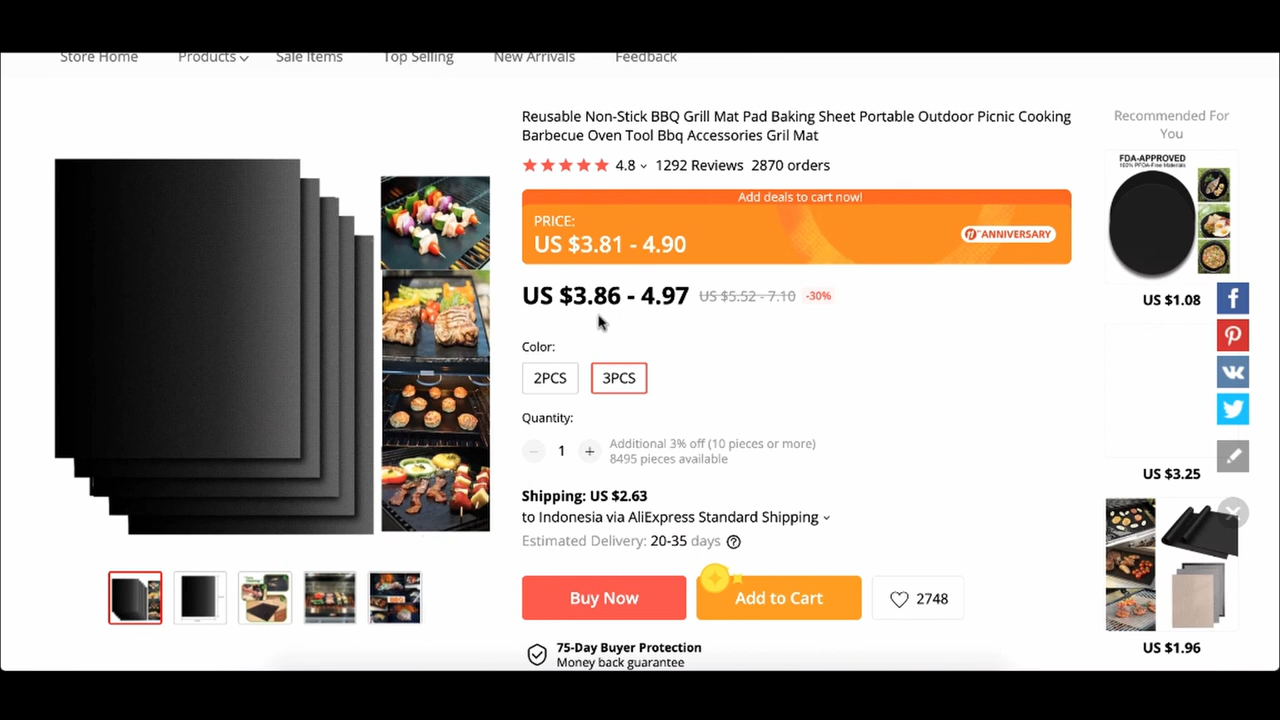 Store Home Products Sale Items Top Selling New Arrivals Feedback
Reusable Non-Stick BBQ Grill Mat Pad Baking Sheet Portable Outdoor Picnic Cooking
Barbecue Oven Tool Bbq Accessories Gril Mat
4.8 1292 Reviews 2870 orders
Add deals to cart now!
PRICE:
US $3.81 - 4.90
ANNIVERSARY
US $3.86 - 4.97 US $5.52 - 7.10 -30%
Color:
2PCS 3PCS
Quantity:
1
Additional 3% off (10 pieces or more)
8495 pieces available
Shipping: US $2.63
to Indonesia via AliExpress Standard Shipping
Estimated Delivery: 20-35 days
Buy Now Add to Cart 2748
75-Day Buyer Protection
Money back guarantee
Recommended For
You
FDA-APPROVED
100% PFOA-Free Materials
US $1.08
US $3.25
US $1.96